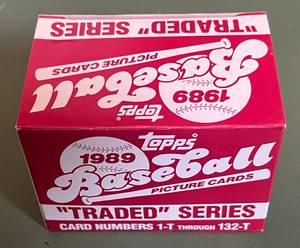 "TRADED" SERIES
PICTURE CARDS
Baseball
1989
topps
topps
1989
Baseball
PICTURE CARDS
"TRADED" SERIES
CARD NUMBERS 1-T THROUGH 132-T